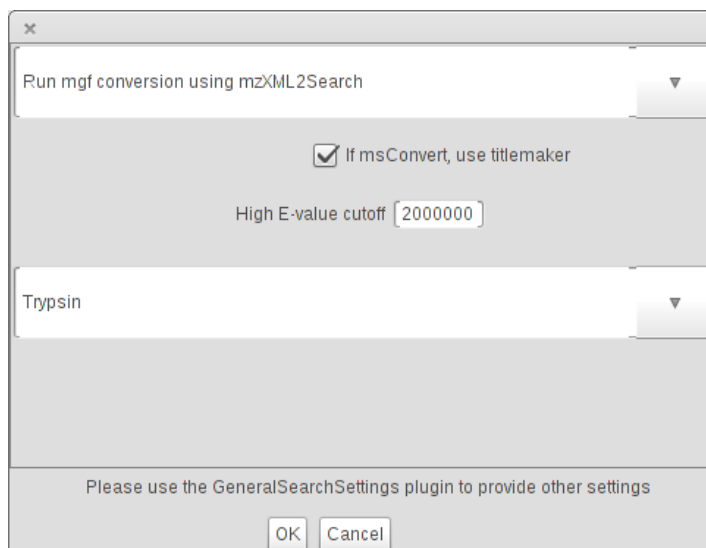 Run mgf conversion using mzXML2Search
If msConvert, use titlemaker
High E-value cutoff 2000000
Trypsin
Please use the GeneralSearchSettings plugin to provide other settings
OK Cancel